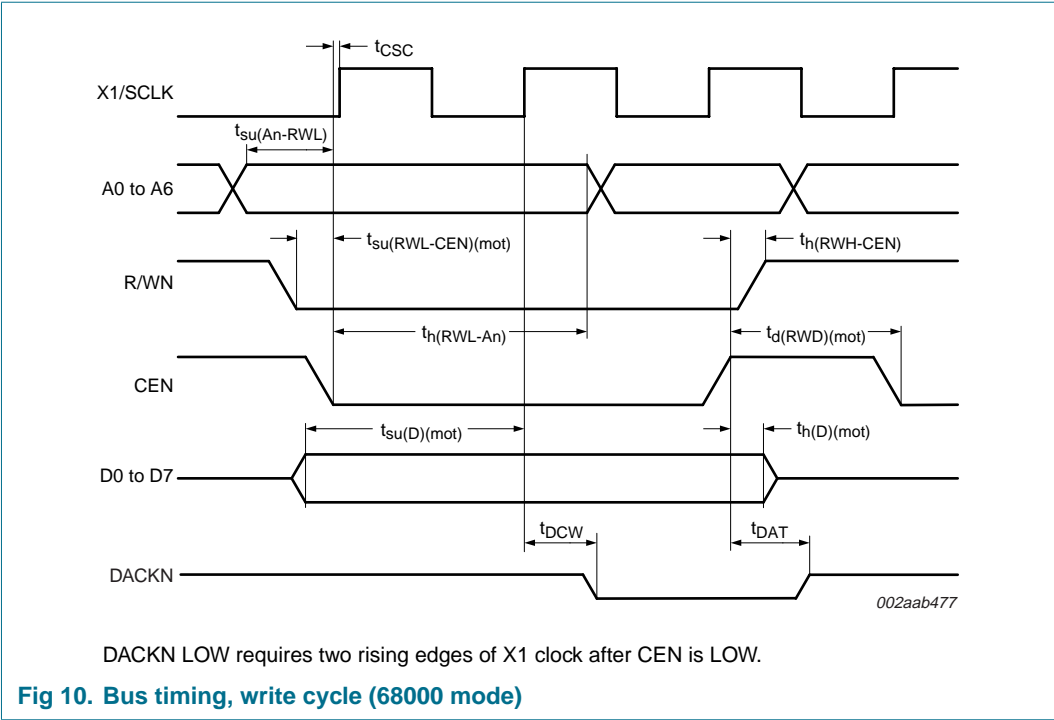 tCSC
X1/SCLK
tsu(An-RWL)
A0 to A6
tsu(RWL-CEN)(mot)
th(RWH-CEN)
R/WN
th(RWL-An)
td(RWD)(mot)
CEN
tsu(D)(mot)
th(D)(mot)
D0 to D7
tDCW
tDAT
DACKN
002aab477
DACKN LOW requires two rising edges of X1 clock after CEN is LOW.
Fig 10. Bus timing, write cycle (68000 mode)